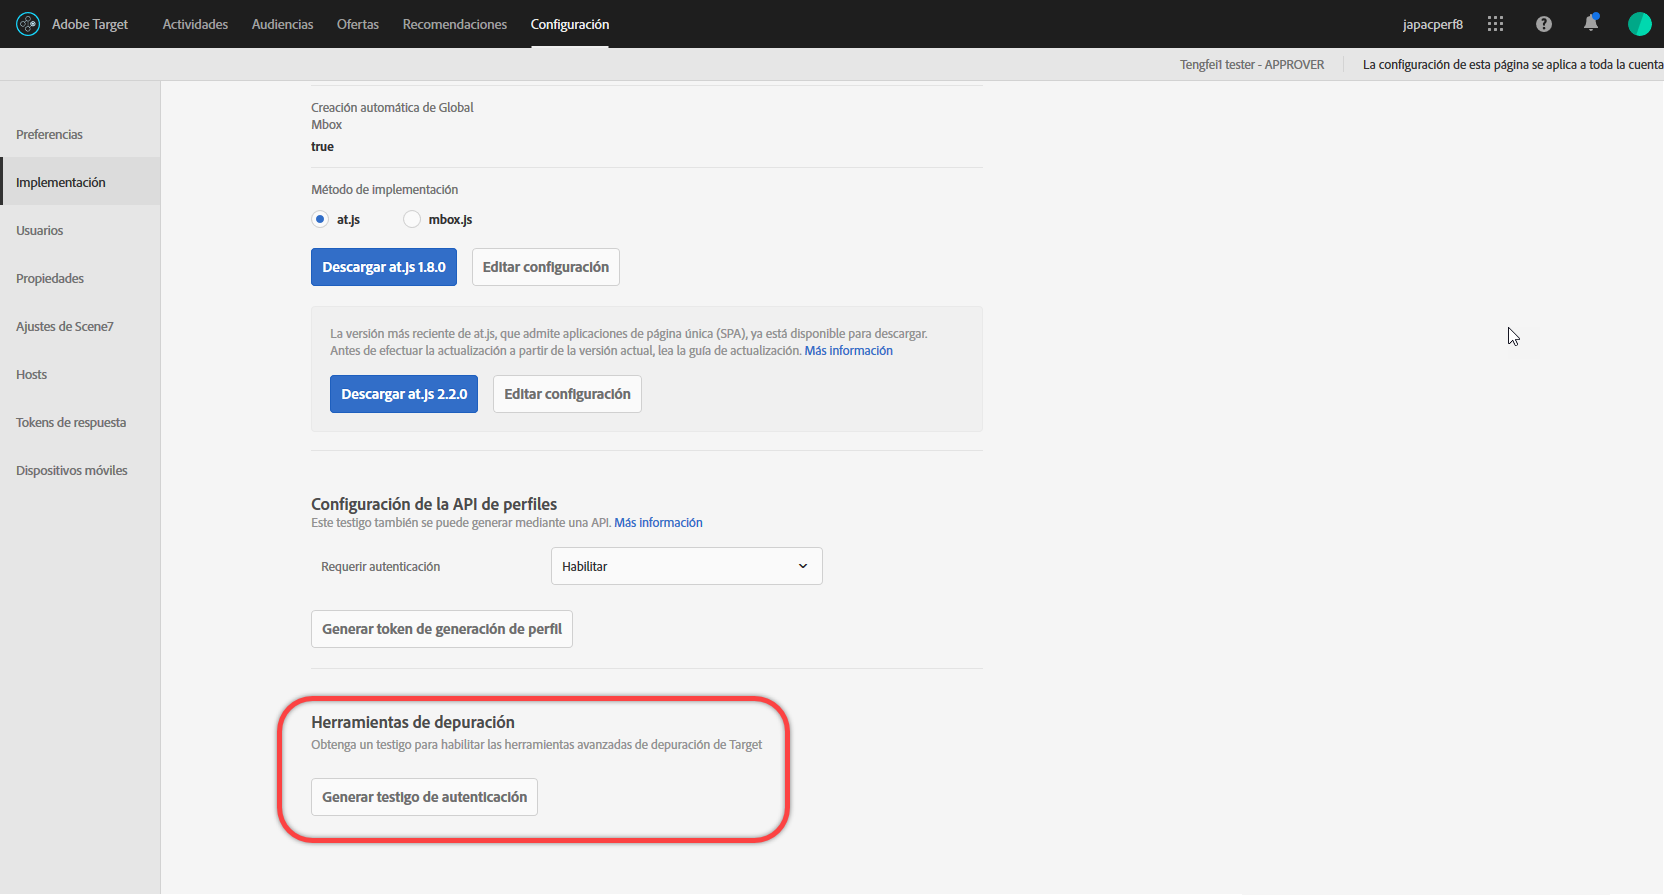 Adobe Target
Actividades
Audiencias
Ofertas
Recomendaciones
Configuración
japacperf8
Tengfei1 tester - APPROVER
La configuración de esta página se aplica a toda la cuenta
Preferencias
Implementación
Usuarios
Propiedades
Ajustes de Scene7
Hosts
Tokens de respuesta
Dispositivos móviles
Creación automática de Global
Mbox
true
Método de implementación
at.js
mbox.js
Descargar at.js 1.8.0
Editar configuración
La versión más reciente de at.js, que admite aplicaciones de página única (SPA), ya está disponible para descargar.
Antes de efectuar la actualización a partir de la versión actual, lea la guía de actualización. Más información
Descargar at.js 2.2.0
Editar configuración
Configuración de la API de perfiles
Este testigo también se puede generar mediante una API. Más información
Requerir autenticación
Habilitar
Generar token de generación de perfil
Herramientas de depuración
Obtenga un testigo para habilitar las herramientas avanzadas de depuración de Target
Generar testigo de autenticación